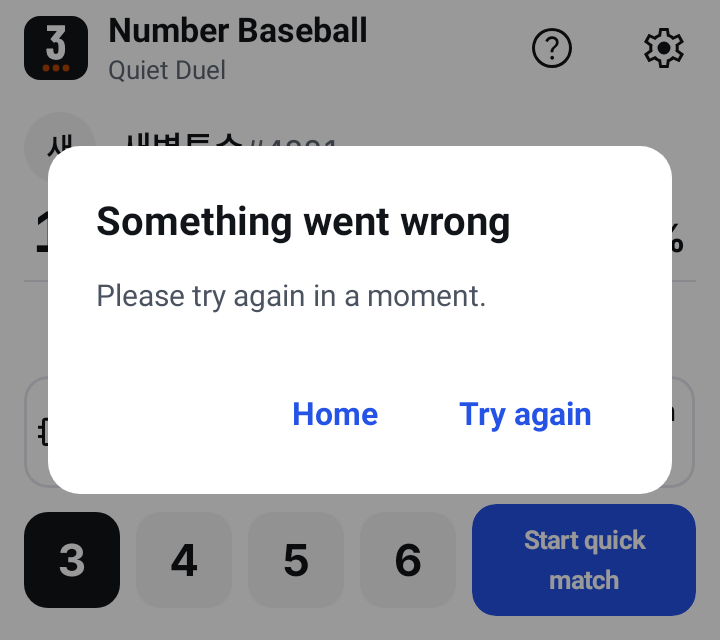 3
Number Baseball
Quiet Duel
?
새
Something went wrong
Please try again in a moment.
Home
Try again
3
4
5
6
Start quick
match